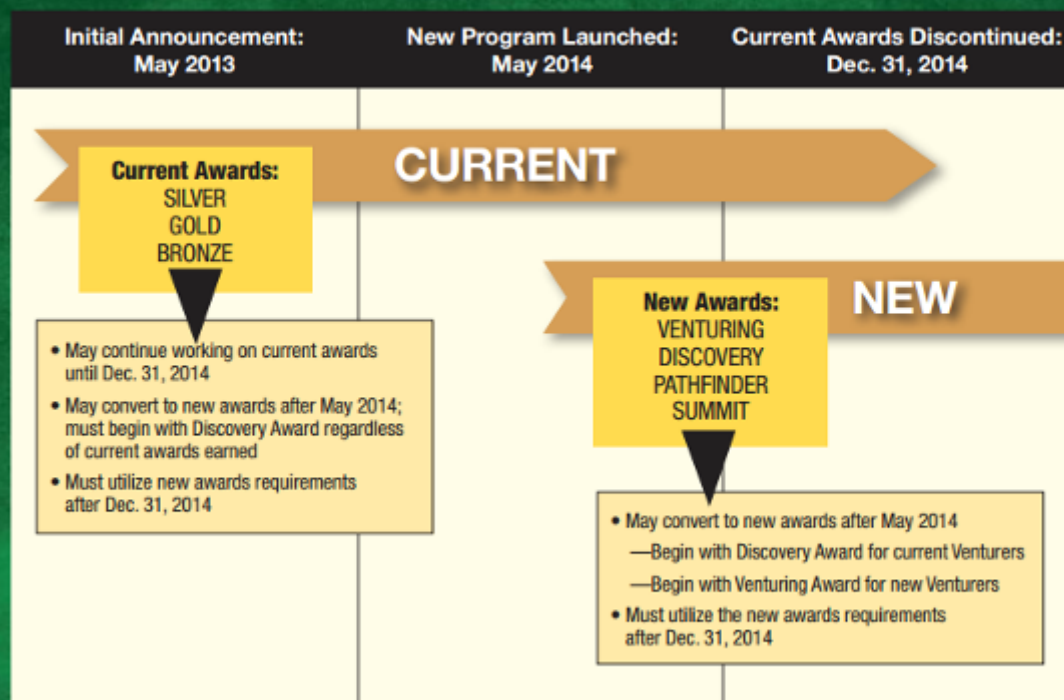 Initial Announcement:
May 2013
New Program Launched:
May 2014
Current Awards Discontinued:
Dec. 31, 2014
CURRENT
Current Awards:
SILVER
GOLD
BRONZE
• May continue working on current awards
until Dec. 31, 2014
• May convert to new awards after May 2014;
must begin with Discovery Award regardless
of current awards earned
• Must utilize new awards requirements
after Dec. 31, 2014
NEW
New Awards:
VENTURING
DISCOVERY
PATHFINDER
SUMMIT
• May convert to new awards after May 2014
—Begin with Discovery Award for current Venturers
—Begin with Venturing Award for new Venturers
• Must utilize the new awards requirements
after Dec. 31, 2014